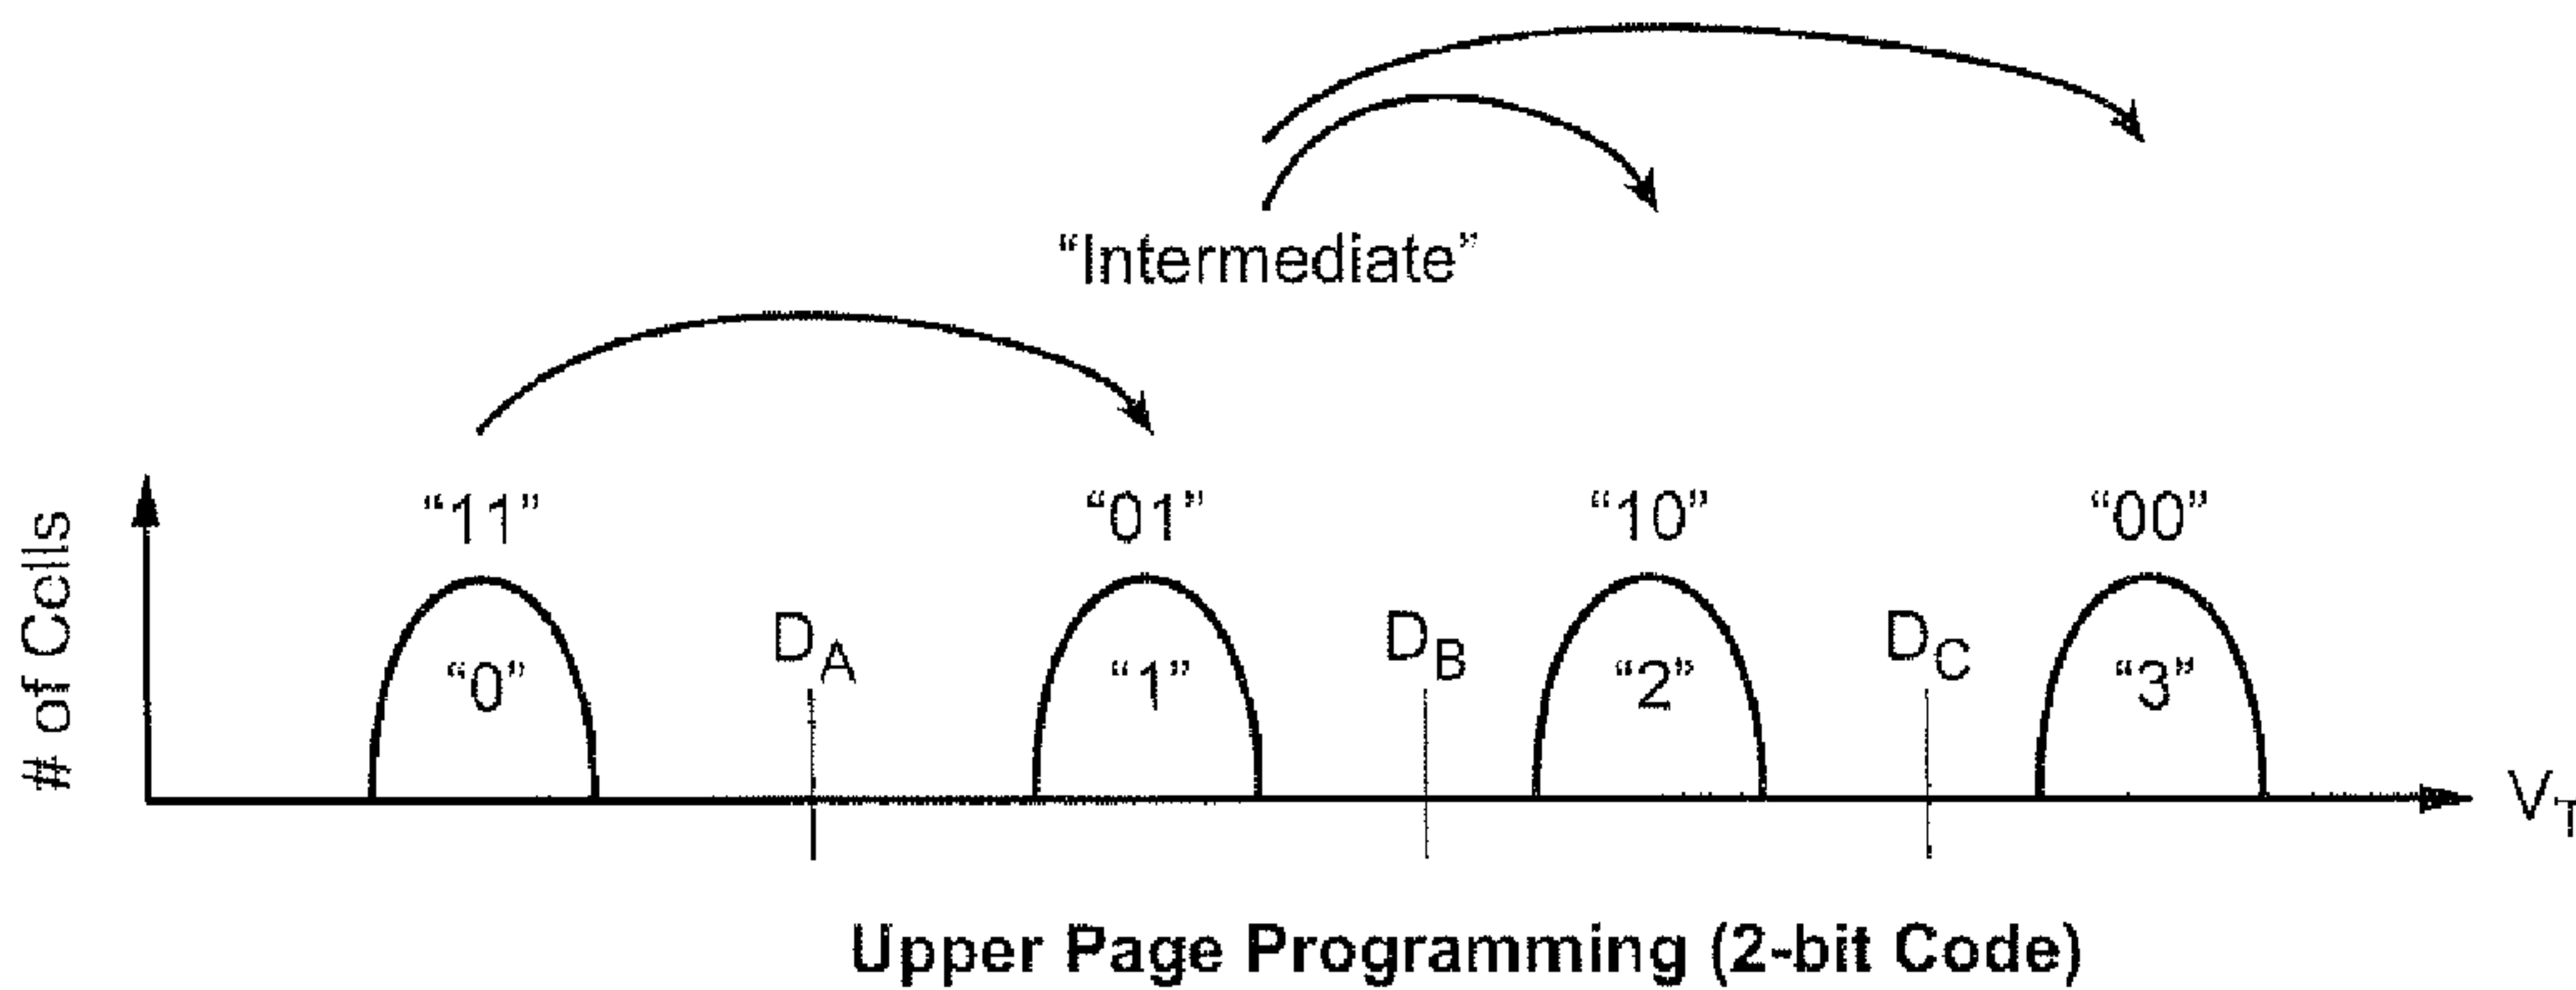 “Intermediate”
“11” “01” “10” “00”
# of Cells
“0” DA “1” DB “2” DC “3”
VT
Upper Page Programming (2-bit Code)